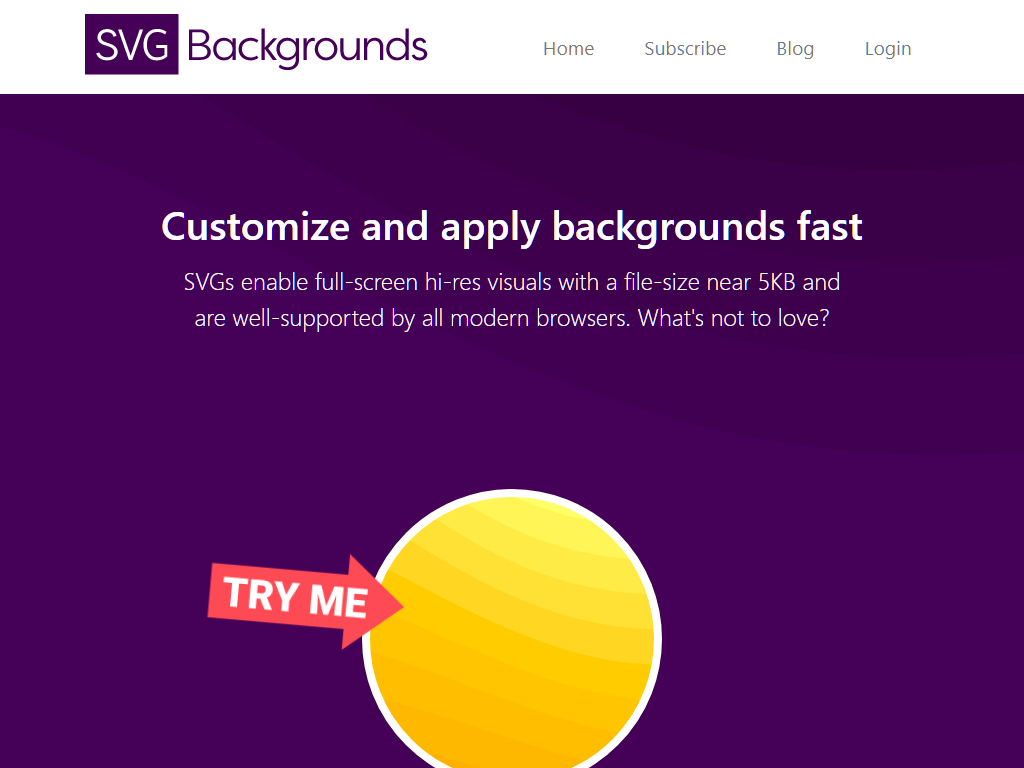 SVG Backgrounds
Home Subscribe Blog Login
Customize and apply backgrounds fast
SVGs enable full-screen hi-res visuals with a file-size near 5KB and
are well-supported by all modern browsers. What's not to love?
TRY ME